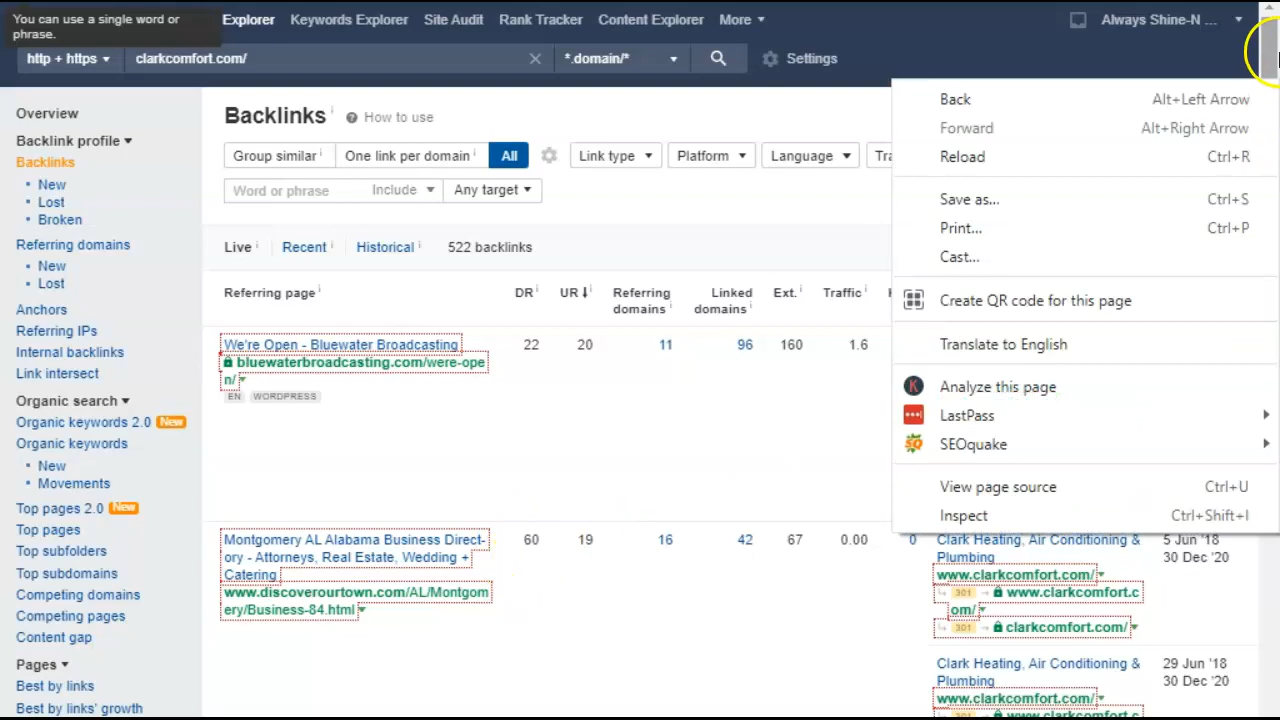 You can use a single word or
phrase.
Explorer
Keywords Explorer
Site Audit
Rank Tracker
Content Explorer
More
Always Shine-N ...
http + https
clarkcomfort.com/
*.domain/*
Settings
Overview
Backlink profile
Backlinks
New
Lost
Broken
Referring domains
New
Lost
Anchors
Referring IPs
Internal backlinks
Link intersect
Organic search
Organic keywords 2.0 New
Organic keywords
New
Movements
Top pages 2.0 New
Top pages
Top subfolders
Top subdomains
Competing domains
Competing pages
Content gap
Pages
Best by links
Best by links' growth
Backlinks
How to use
Group similar
One link per domain
All
Link type
Platform
Language
Word or phrase
Include
Any target
Live
Recent
Historical
522 backlinks
Referring page
DR
UR
Referring
domains
Linked
domains
Ext.
Traffic
We're Open - Bluewater Broadcasting
bluewaterbroadcasting.com/were-ope
n/
EN
WORDPRESS
22
20
11
96
160
1.6
Montgomery AL Alabama Business Direct-
ory - Attorneys, Real Estate, Wedding +
Catering
www.discoverourtown.com/AL/Montgom
ery/Business-84.html
60
19
16
42
67
0.00
0
Clark Heating, Air Conditioning &
Plumbing
www.clarkcomfort.com/
301 → www.clarkcomfort.c
om/
301 → clarkcomfort.com/
5 Jun '18
30 Dec '20
Clark Heating, Air Conditioning &
Plumbing
www.clarkcomfort.com/
301 → www.clarkcomfort.c
29 Jun '18
30 Dec '20
Back Alt+Left Arrow
Forward Alt+Right Arrow
Reload Ctrl+R
Save as... Ctrl+S
Print... Ctrl+P
Cast...
Create QR code for this page
Translate to English
K Analyze this page
LastPass
SQ SEOquake
View page source Ctrl+U
Inspect Ctrl+Shift+I